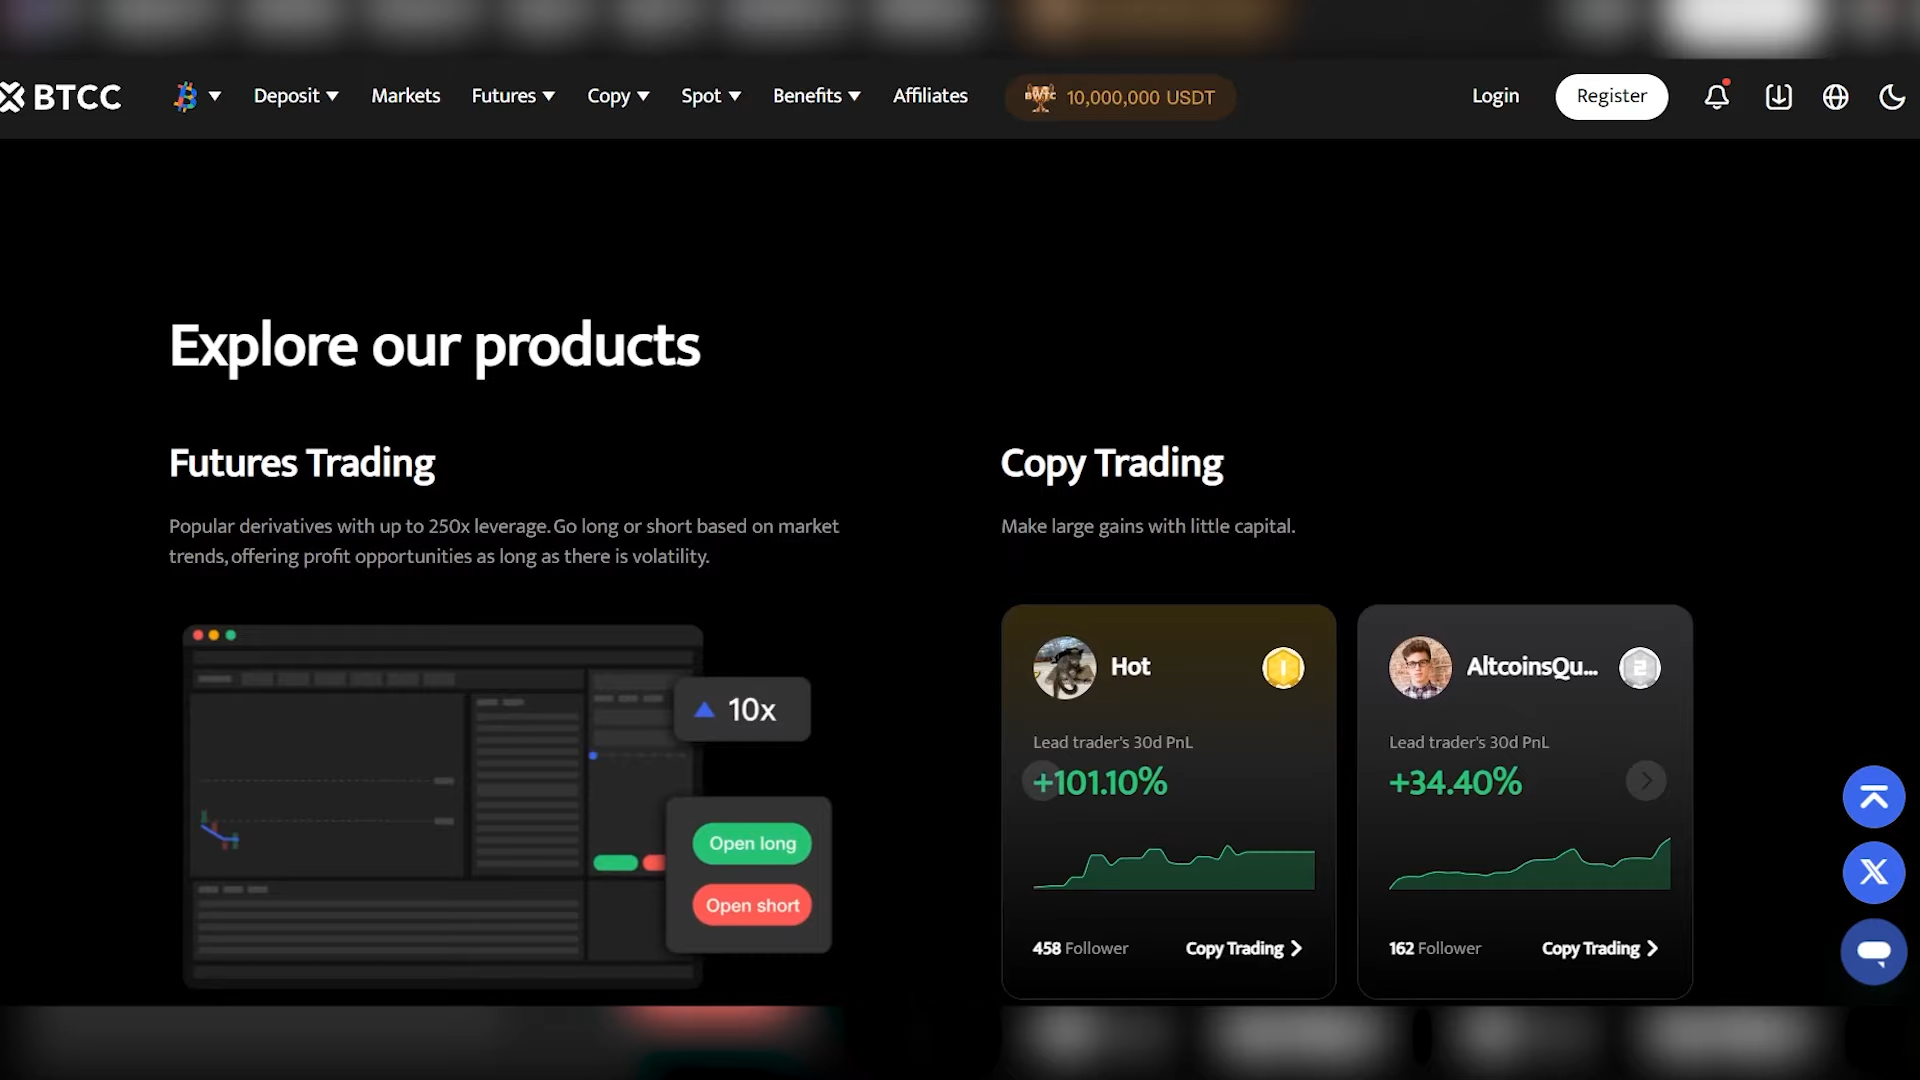 BTCC
Deposit
Markets
Futures
Copy
Spot
Benefits
Affiliates
10,000,000 USDT
Login
Register
Explore our products
Futures Trading
Popular derivatives with up to 250x leverage. Go long or short based on market
trends, offering profit opportunities as long as there is volatility.
10x
Open long
Open short
Copy Trading
Make large gains with little capital.
Hot
1
Lead trader's 30d PnL
+101.10%
458 Follower
Copy Trading
AltcoinsQu...
2
Lead trader's 30d PnL
+34.40%
162 Follower
Copy Trading